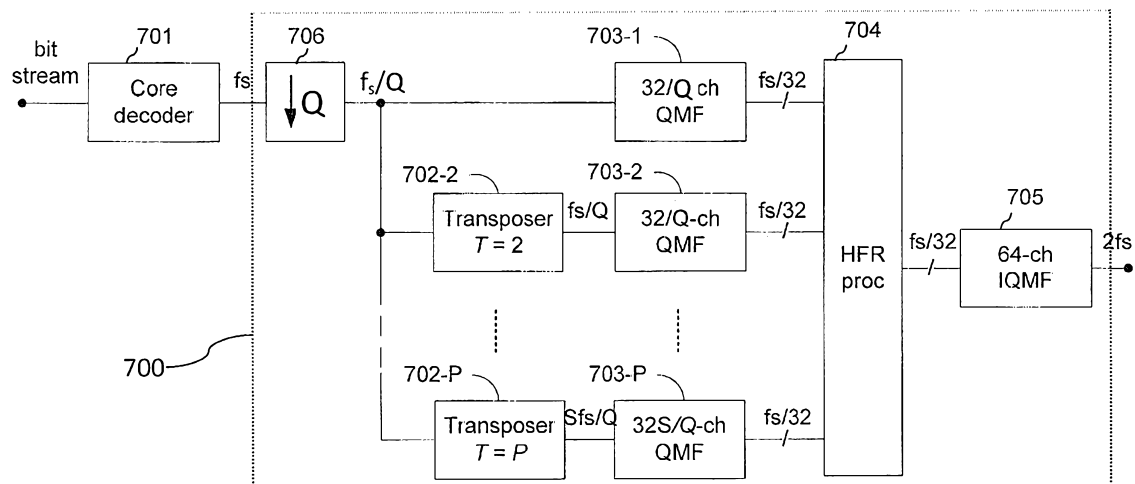 bit
stream
701
Core
decoder
fs
706
Q
fs/Q
703-1
32/Q ch
QMF
fs/32
704
HFR
proc
702-2
Transposer
T = 2
fs/Q
703-2
32/Q-ch
QMF
fs/32
fs/32
705
64-ch
IQMF
2fs
700
702-P
Transposer
T = P
Sfs/Q
703-P
32S/Q-ch
QMF
fs/32